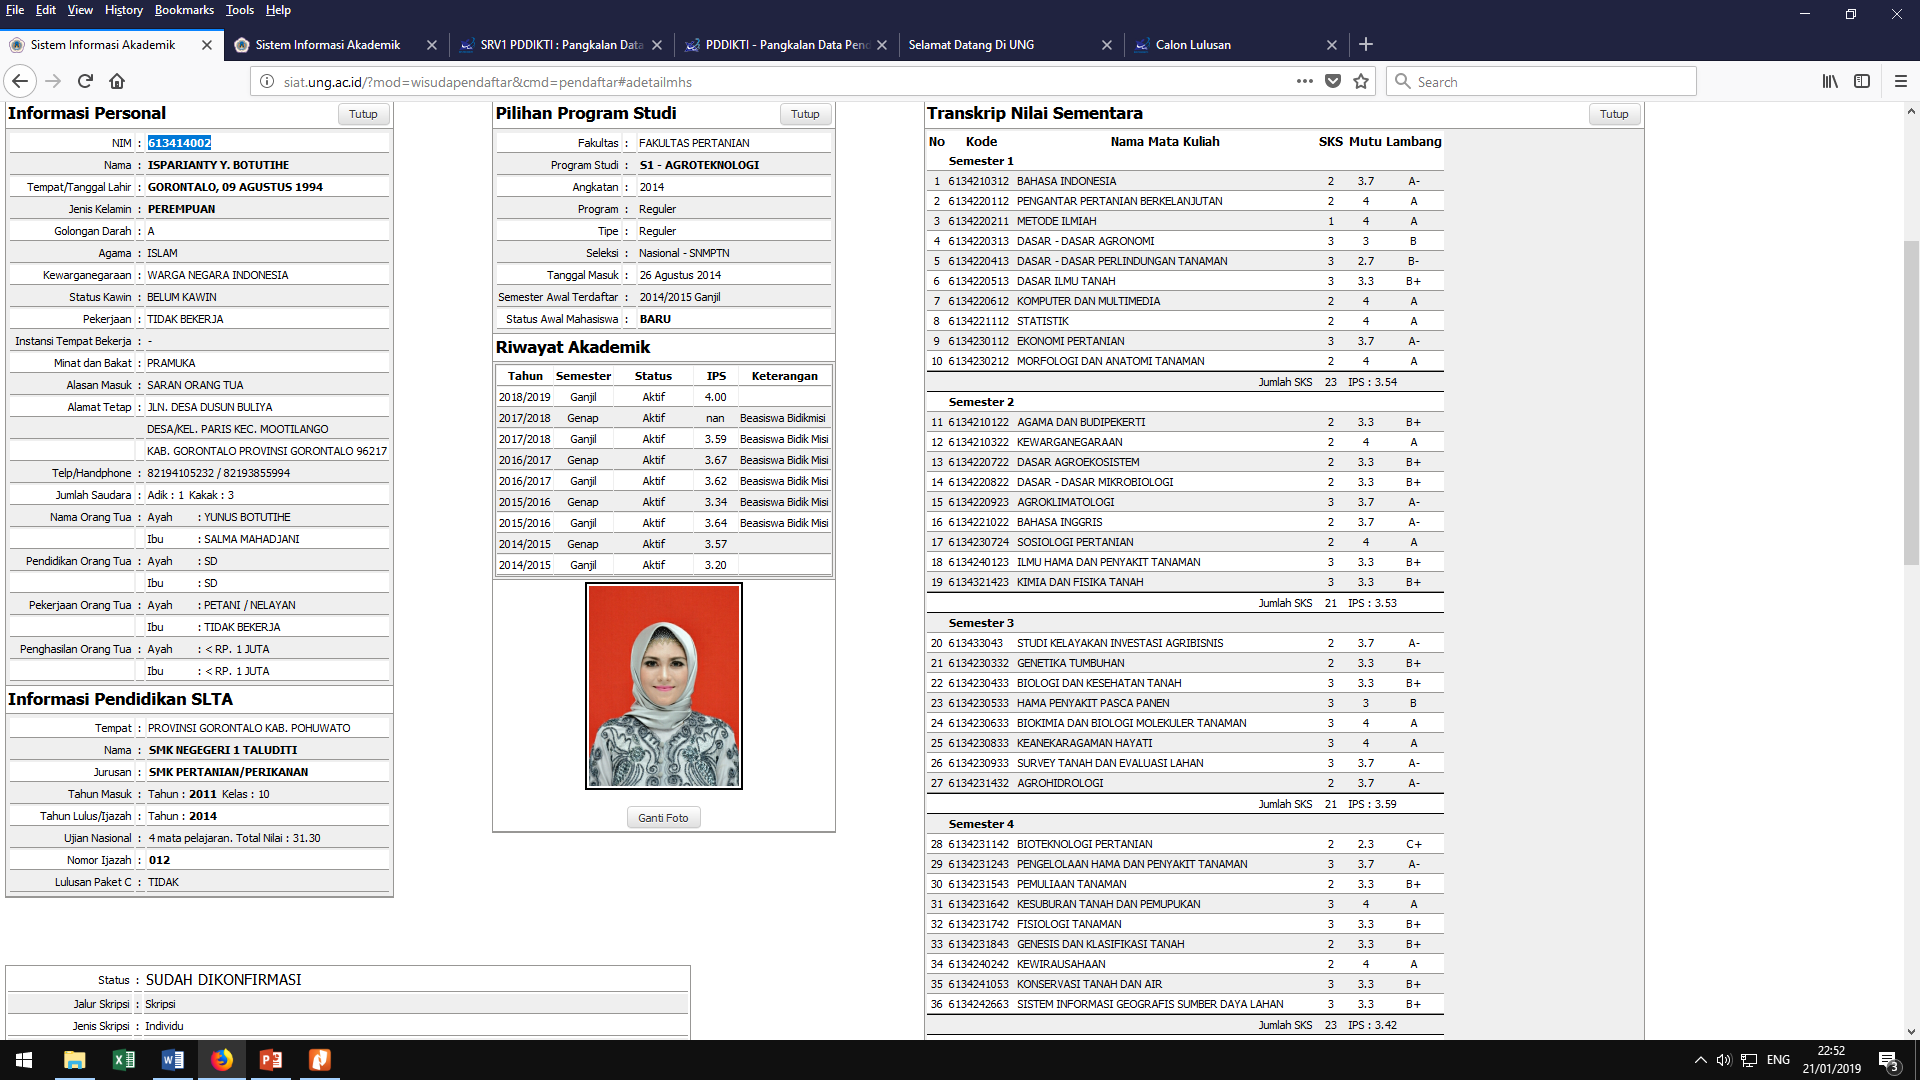 File Edit View History Bookmarks Tools Help
Sistem Informasi Akademik
Sistem Informasi Akademik
SRV1 PDDIKTI : Pangkalan Data
PDDIKTI - Pangkalan Data Pend
Selamat Datang Di UNG
Calon Lulusan
siat.ung.ac.id/?mod=wisudapendaftar&cmd=pendaftar#adetailmhs
Search
Informasi Personal Tutup
NIM : 613414002
Nama : ISPARIANTY Y. BOTUTIHE
Tempat/Tanggal Lahir : GORONTALO, 09 AGUSTUS 1994
Jenis Kelamin : PEREMPUAN
Golongan Darah : A
Agama : ISLAM
Kewarganegaraan : WARGA NEGARA INDONESIA
Status Kawin : BELUM KAWIN
Pekerjaan : TIDAK BEKERJA
Instansi Tempat Bekerja : -
Minat dan Bakat : PRAMUKA
Alasan Masuk : SARAN ORANG TUA
Alamat Tetap : JLN. DESA DUSUN BULIYA
DESA/KEL. PARIS KEC. MOOTILANGO
KAB. GORONTALO PROVINSI GORONTALO 96217
Telp/Handphone : 82194105232 / 82193855994
Jumlah Saudara : Adik : 1 Kakak : 3
Nama Orang Tua : Ayah : YUNUS BOTUTIHE
Ibu : SALMA MAHADJANI
Pendidikan Orang Tua : Ayah : SD
Ibu : SD
Pekerjaan Orang Tua : Ayah : PETANI / NELAYAN
Ibu : TIDAK BEKERJA
Penghasilan Orang Tua : Ayah : < RP. 1 JUTA
Ibu : < RP. 1 JUTA
Informasi Pendidikan SLTA
Tempat : PROVINSI GORONTALO KAB. POHUWATO
Nama : SMK NEGEGERI 1 TALUDITI
Jurusan : SMK PERTANIAN/PERIKANAN
Tahun Masuk : Tahun : 2011 Kelas : 10
Tahun Lulus/Ijazah : Tahun : 2014
Ujian Nasional : 4 mata pelajaran. Total Nilai : 31.30
Nomor Ijazah : 012
Lulusan Paket C : TIDAK
Status : SUDAH DIKONFIRMASI
Jalur Skripsi : Skripsi
Jenis Skripsi : Individu
Pilihan Program Studi Tutup
Fakultas : FAKULTAS PERTANIAN
Program Studi : S1 - AGROTEKNOLOGI
Angkatan : 2014
Program : Reguler
Tipe : Reguler
Seleksi : Nasional - SNMPTN
Tanggal Masuk : 26 Agustus 2014
Semester Awal Terdaftar : 2014/2015 Ganjil
Status Awal Mahasiswa : BARU
Riwayat Akademik
Tahun Semester Status IPS Keterangan
2018/2019 Ganjil Aktif 4.00
2017/2018 Genap Aktif nan Beasiswa Bidikmisi
2017/2018 Ganjil Aktif 3.59 Beasiswa Bidik Misi
2016/2017 Genap Aktif 3.67 Beasiswa Bidik Misi
2016/2017 Ganjil Aktif 3.62 Beasiswa Bidik Misi
2015/2016 Genap Aktif 3.34 Beasiswa Bidik Misi
2015/2016 Ganjil Aktif 3.64 Beasiswa Bidik Misi
2014/2015 Genap Aktif 3.57
2014/2015 Ganjil Aktif 3.20
Ganti Foto
Transkrip Nilai Sementara Tutup
No Kode Nama Mata Kuliah SKS Mutu Lambang
Semester 1
1 6134210312 BAHASA INDONESIA 2 3.7 A-
2 6134220112 PENGANTAR PERTANIAN BERKELANJUTAN 2 4 A
3 6134220211 METODE ILMIAH 1 4 A
4 6134220313 DASAR - DASAR AGRONOMI 3 3 B
5 6134220413 DASAR - DASAR PERLINDUNGAN TANAMAN 3 2.7 B-
6 6134220513 DASAR ILMU TANAH 3 3.3 B+
7 6134220612 KOMPUTER DAN MULTIMEDIA 2 4 A
8 6134221112 STATISTIK 2 4 A
9 6134230112 EKONOMI PERTANIAN 3 3.7 A-
10 6134230212 MORFOLOGI DAN ANATOMI TANAMAN 2 4 A
Jumlah SKS 23 IPS : 3.54
Semester 2
11 6134210122 AGAMA DAN BUDIPEKERTI 2 3.3 B+
12 6134210322 KEWARGANEGARAAN 2 4 A
13 6134220722 DASAR AGROEKOSISTEM 2 3.3 B+
14 6134220822 DASAR - DASAR MIKROBIOLOGI 2 3.3 B+
15 6134220923 AGROKLIMATOLOGI 3 3.7 A-
16 6134221022 BAHASA INGGRIS 2 3.7 A-
17 6134230724 SOSIOLOGI PERTANIAN 2 4 A
18 6134240123 ILMU HAMA DAN PENYAKIT TANAMAN 3 3.3 B+
19 6134321423 KIMIA DAN FISIKA TANAH 3 3.3 B+
Jumlah SKS 21 IPS : 3.53
Semester 3
20 613433043 STUDI KELAYAKAN INVESTASI AGRIBISNIS 2 3.7 A-
21 6134230332 GENETIKA TUMBUHAN 2 3.3 B+
22 6134230433 BIOLOGI DAN KESEHATAN TANAH 3 3.3 B+
23 6134230533 HAMA PENYAKIT PASCA PANEN 3 3 B
24 6134230633 BIOKIMIA DAN BIOLOGI MOLEKULER TANAMAN 3 4 A
25 6134230833 KEANEKARAGAMAN HAYATI 3 4 A
26 6134230933 SURVEY TANAH DAN EVALUASI LAHAN 3 3.7 A-
27 6134231432 AGROHIDROLOGI 2 3.7 A-
Jumlah SKS 21 IPS : 3.59
Semester 4
28 6134231142 BIOTEKNOLOGI PERTANIAN 2 2.3 C+
29 6134231243 PENGELOLAAN HAMA DAN PENYAKIT TANAMAN 3 3.7 A-
30 6134231543 PEMULIAAN TANAMAN 2 3.3 B+
31 6134231642 KESUBURAN TANAH DAN PEMUPUKAN 3 4 A
32 6134231742 FISIOLOGI TANAMAN 3 3.3 B+
33 6134231843 GENESIS DAN KLASIFIKASI TANAH 2 3.3 B+
34 6134240242 KEWIRAUSAHAAN 2 4 A
35 6134241053 KONSERVASI TANAH DAN AIR 3 3.3 B+
36 6134242663 SISTEM INFORMASI GEOGRAFIS SUMBER DAYA LAHAN 3 3.3 B+
Jumlah SKS 23 IPS : 3.42
ENG
22:52
21/01/2019
3